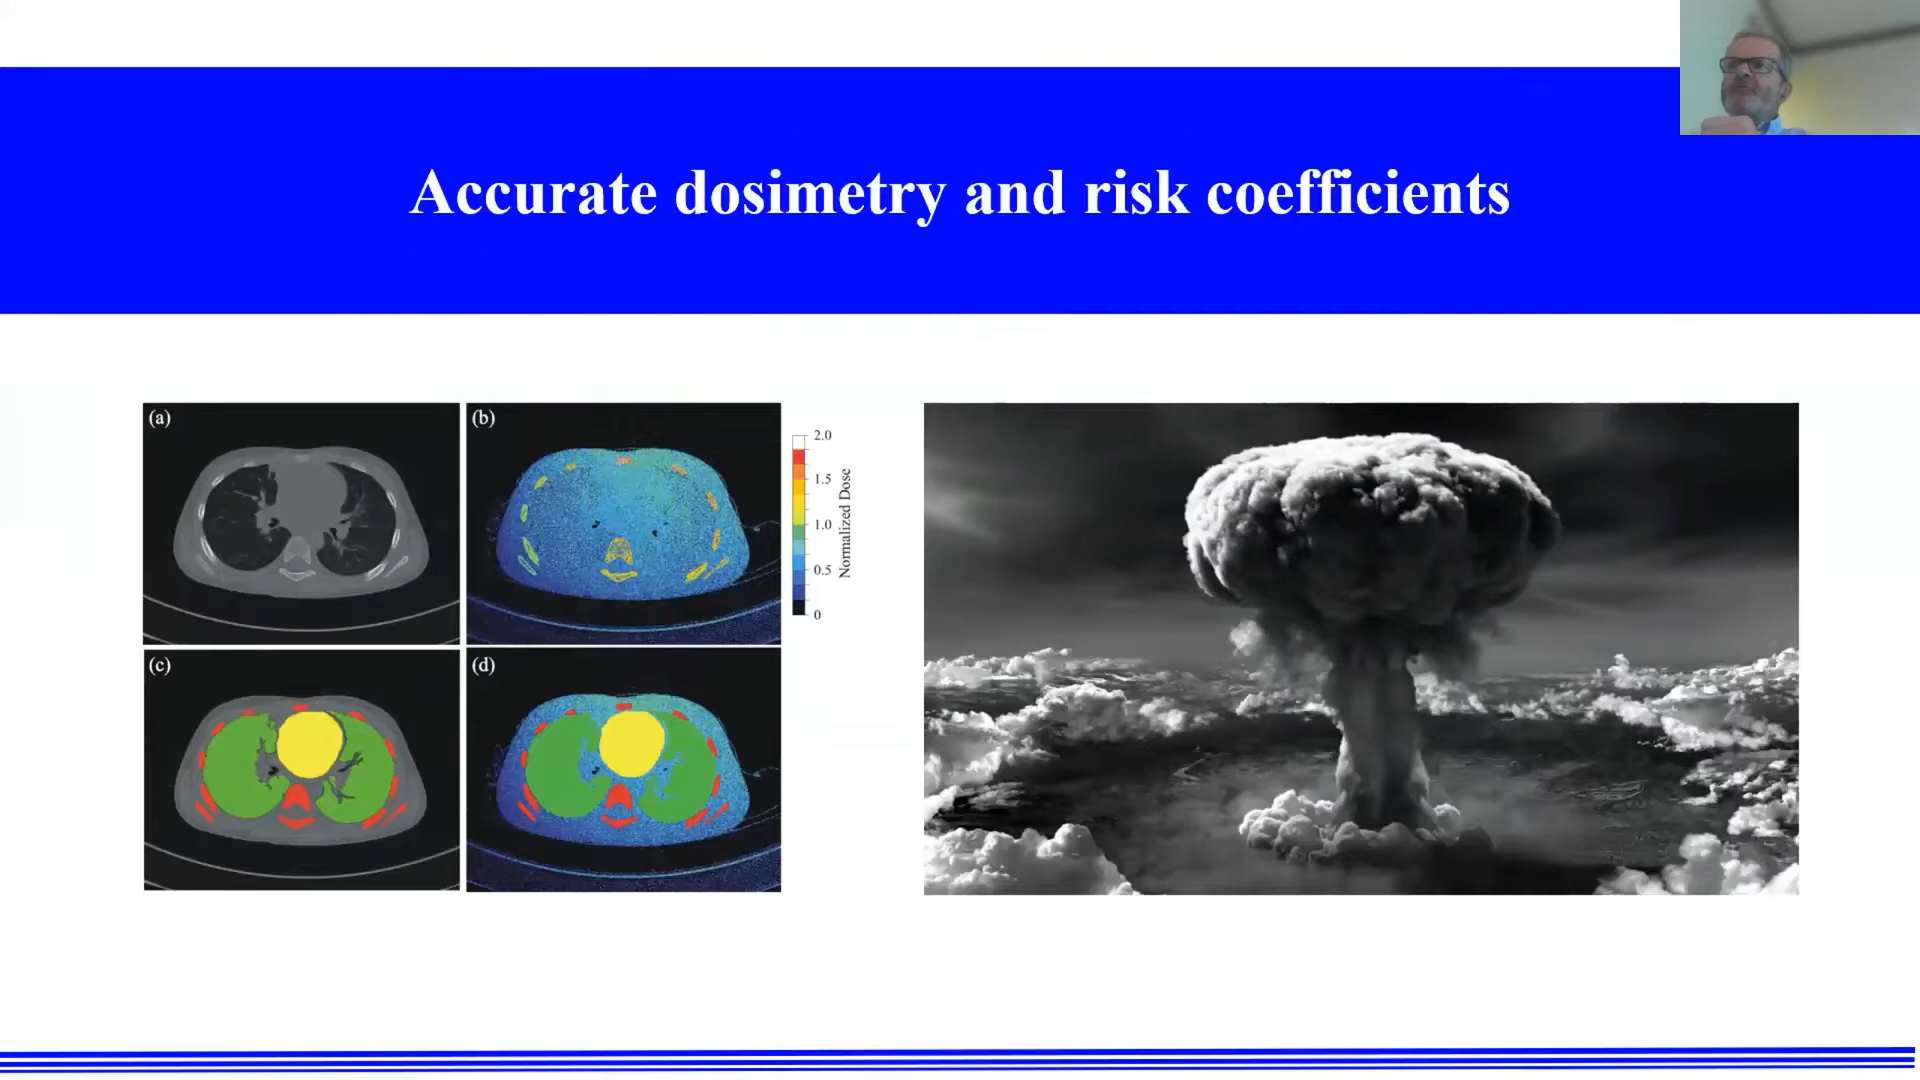 Accurate dosimetry and risk coefficients
(a)
(b)
2.0
1.5
1.0
0.5
0
Normalized Dose
(c)
(d)